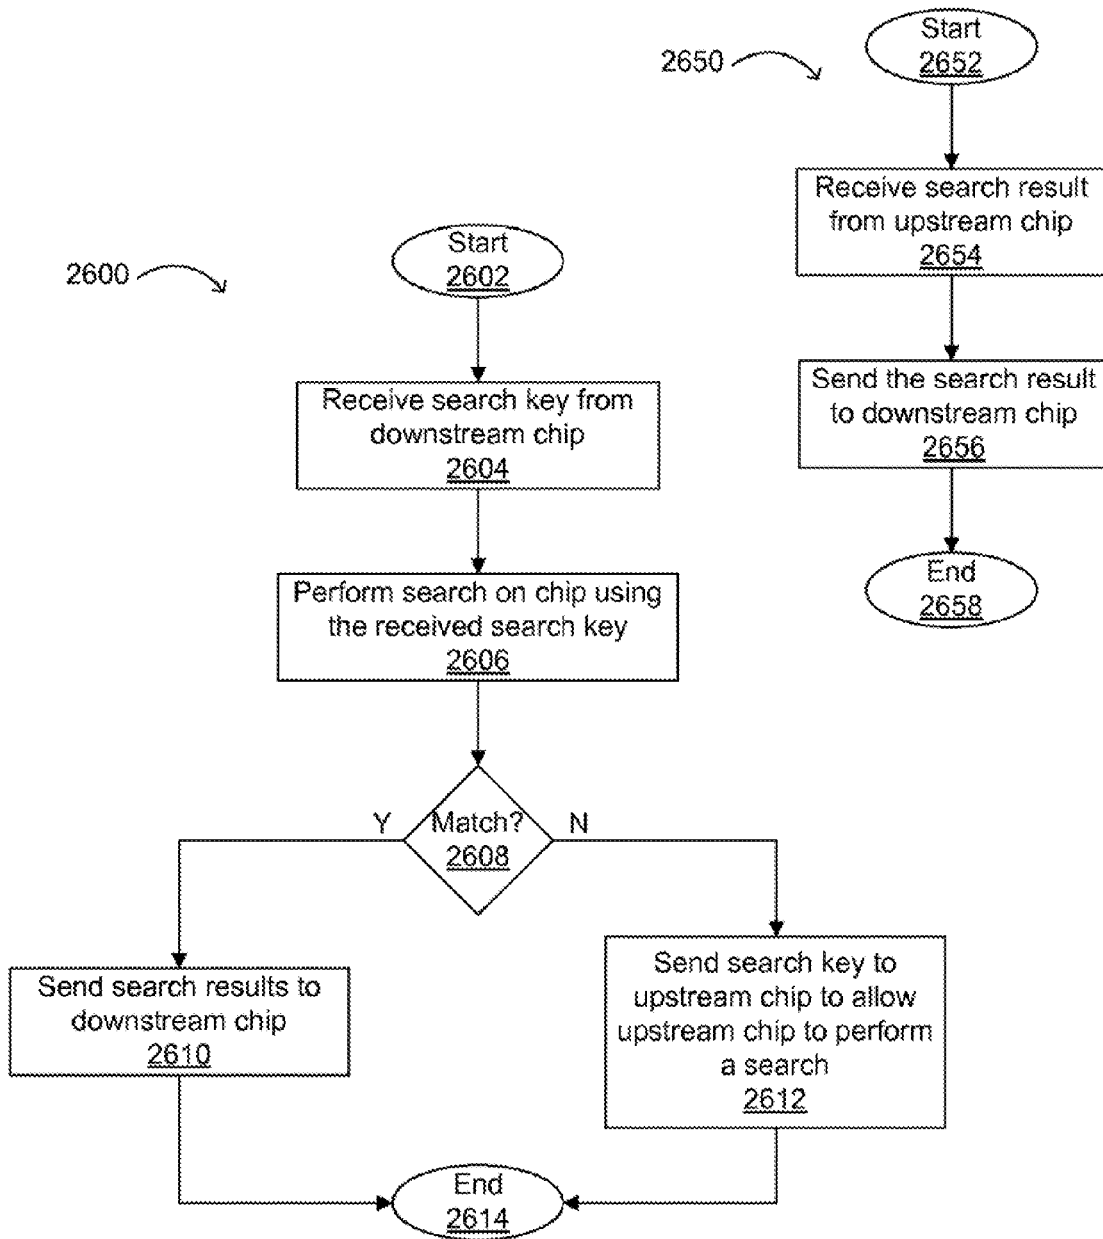 2600
Start
2602
Receive search key from
downstream chip
2604
Perform search on chip using
the received search key
2606
Match?
2608
Y
N
Send search results to
downstream chip
2610
Send search key to
upstream chip to allow
upstream chip to perform
a search
2612
End
2614
2650
Start
2652
Receive search result
from upstream chip
2654
Send the search result
to downstream chip
2656
End
2658